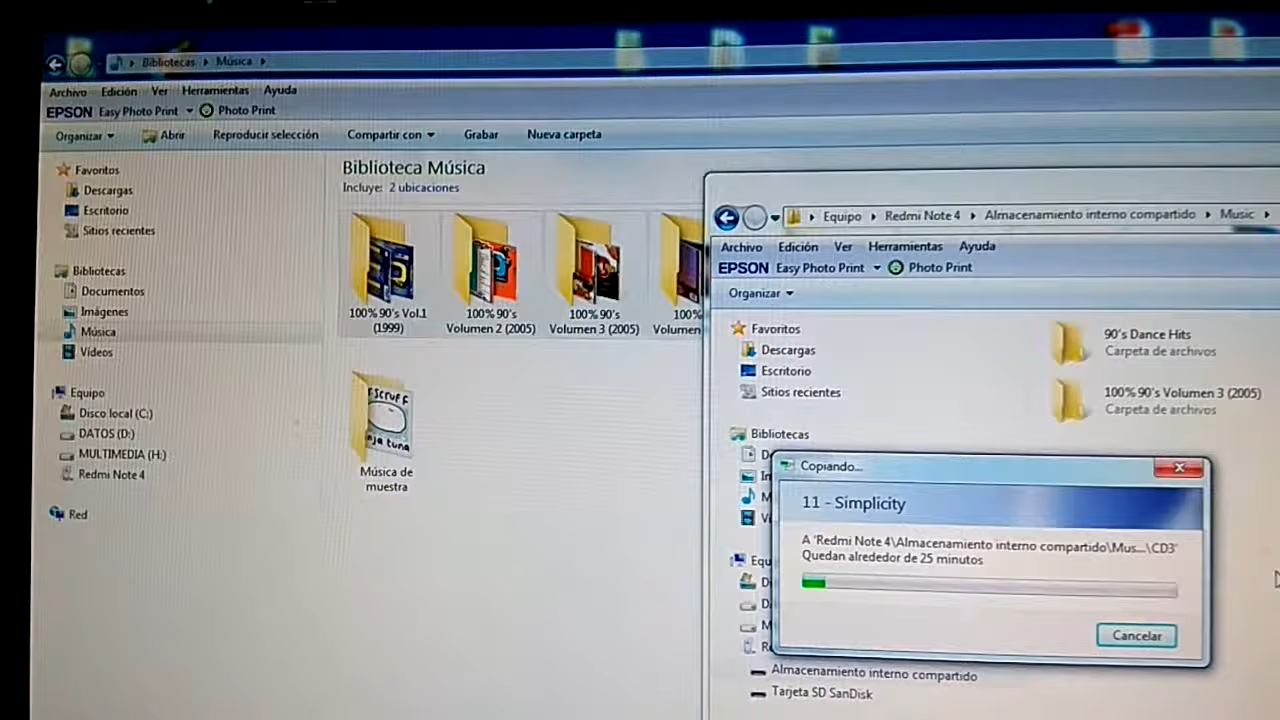 Bibliotecas
Música
Archivo Edición Ver Herramientas Ayuda
EPSON Easy Photo Print Photo Print
Organizar Abrir Reproducir selección Compartir con Grabar Nueva carpeta
Favoritos
Descargas
Escritorio
Sitios recientes
Bibliotecas
Documentos
Imágenes
Música
Vídeos
Equipo
Disco local (C:)
DATOS (D:)
MULTIMEDIA (H:)
Redmi Note 4
Red
Biblioteca Música
Incluye: 2 ubicaciones
100% 90's Vol.1
(1999)
100% 90's
Volumen 2 (2005)
100% 90's
Volumen 3 (2005)
100%
Volumen
Música de
muestra
Equipo Redmi Note 4 Almacenamiento interno compartido Music
Archivo Edición Ver Herramientas Ayuda
EPSON Easy Photo Print Photo Print
Organizar
Favoritos
Descargas
Escritorio
Sitios recientes
Bibliotecas
D
In
M
Ví
Equ
D
D
M
R
Almacenamiento interno compartido
Tarjeta SD SanDisk
90's Dance Hits
Carpeta de archivos
100% 90's Volumen 3 (2005)
Carpeta de archivos
Copiando...
11 - Simplicity
A 'Redmi Note 4\Almacenamiento interno compartido\Mus...\CD3'
Quedan alrededor de 25 minutos
Cancelar